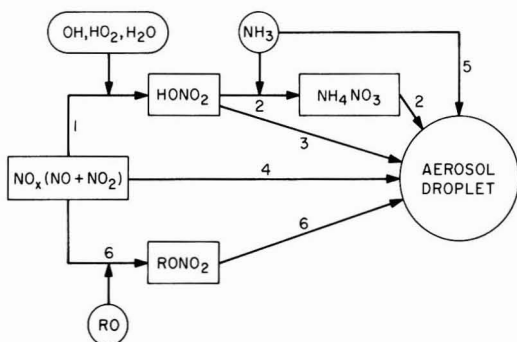 OH, HO2, H2O
NH3
5
HONO2
2
NH4NO3
2
1
3
NOx (NO + NO2)
4
AEROSOL
DROPLET
6
RONO2
6
RO